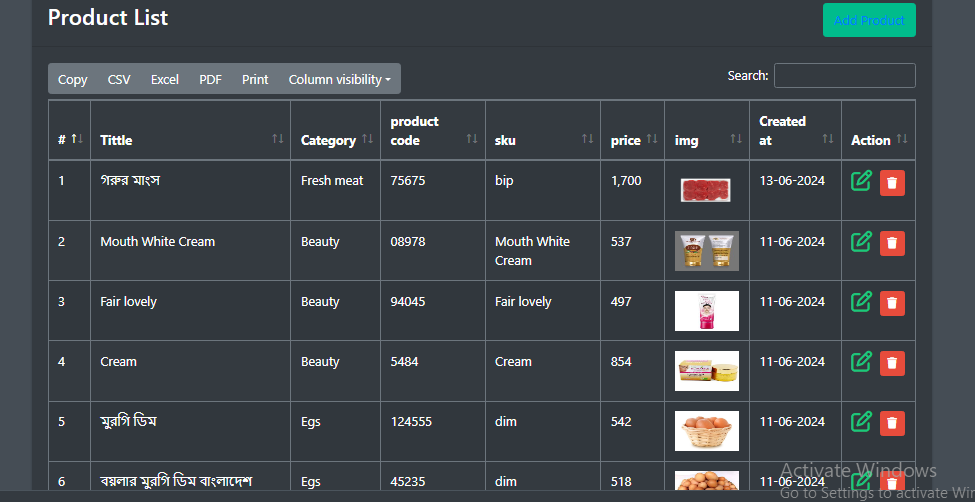 Product List
Add Product
Copy CSV Excel PDF Print Column visibility
Search:
# Tittle Category product code sku price img Created at Action
1 গরুর মাংস Fresh meat 75675 bip 1,700 13-06-2024
2 Mouth White Cream Beauty 08978 Mouth White Cream 537 11-06-2024
3 Fair lovely Beauty 94045 Fair lovely 497 11-06-2024
4 Cream Beauty 5484 Cream 854 11-06-2024
5 মুরগি ডিম Egs 124555 dim 542 11-06-2024
6 বয়লার মুরগি ডিম বাংলাদেশ Egs 45235 dim 518 11-06-2024
Activate Windows
Go to Settings to activate Win